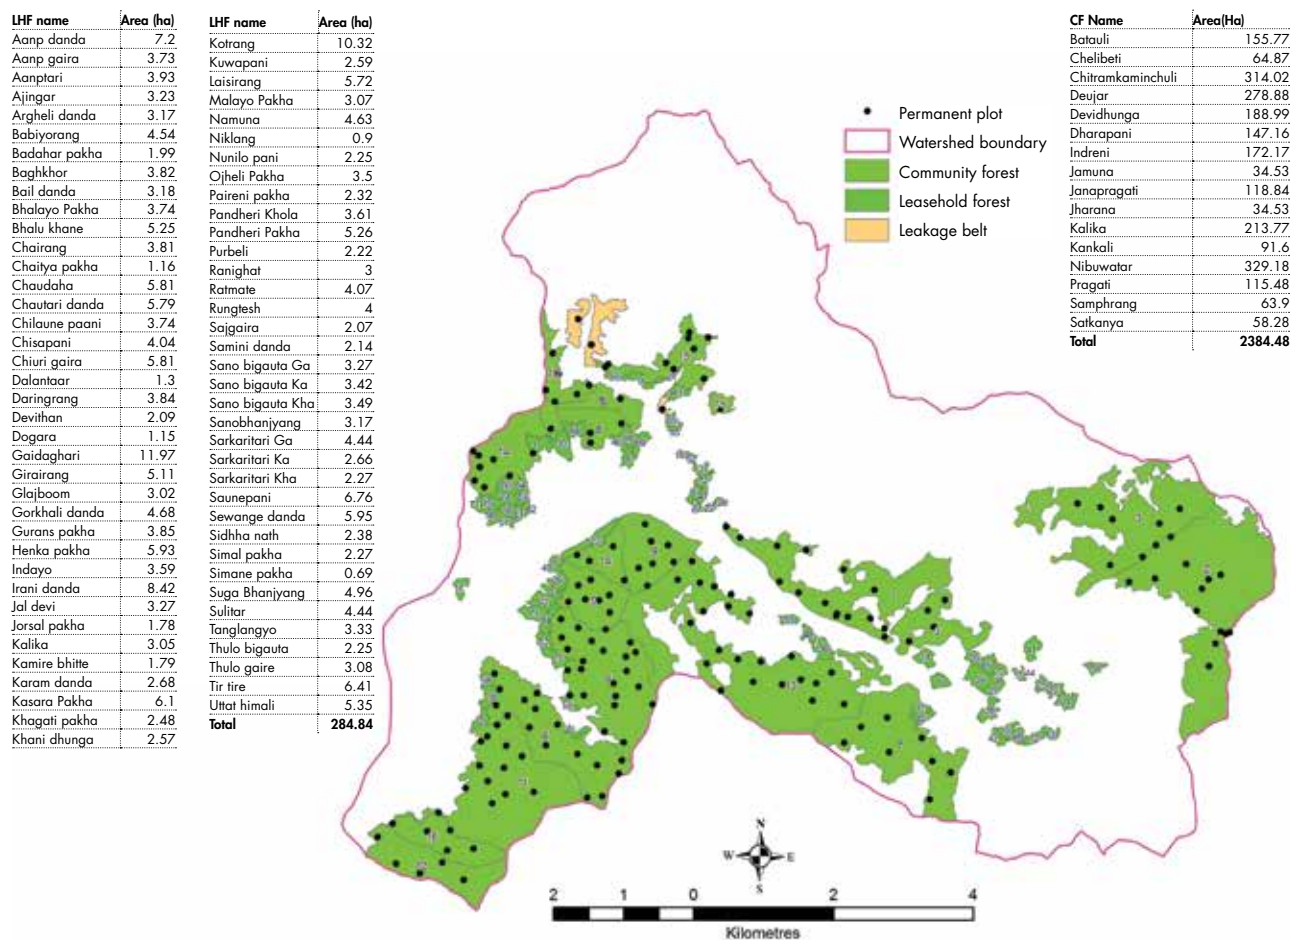 LHF name Area (ha)
Aanp danda 7.2
Aanp gaira 3.73
Aanptari 3.93
Ajingar 3.23
Argheli danda 3.17
Babiyorang 4.54
Badahar pakha 1.99
Baghkhor 3.82
Bail danda 3.18
Bhalayo Pakha 3.74
Bhalu khane 5.25
Chairang 3.81
Chaitya pakha 1.16
Chaudaha 5.81
Chautari danda 5.79
Chilaune paani 3.74
Chisapani 4.04
Chiuri gaira 5.81
Dalantaar 1.3
Daringrang 3.84
Devithan 2.09
Dogara 1.15
Gaidaghari 11.97
Girairang 5.11
Glajboom 3.02
Gorkhali danda 4.68
Gurans pakha 3.85
Henka pakha 5.93
Indayo 3.59
Irani danda 8.42
Jal devi 3.27
Jorsal pakha 1.78
Kalika 3.05
Kamire bhitte 1.79
Karam danda 2.68
Kasara Pakha 6.1
Khagati pakha 2.48
Khani dhunga 2.57
LHF name Area (ha)
Kotrang 10.32
Kuwapani 2.59
Laisirang 5.72
Malayo Pakha 3.07
Namuna 4.63
Niklang 0.9
Nunilo pani 2.25
Ojheli Pakha 3.5
Paireni pakha 2.32
Pandheri Khola 3.61
Pandheri Pakha 5.26
Purbeli 2.22
Ranighat 3
Ratmate 4.07
Rungtesh 4
Sajgaira 2.07
Samini danda 2.14
Sano bigauta Ga 3.27
Sano bigauta Ka 3.42
Sano bigauta Kha 3.49
Sanobhanjyang 3.17
Sarkaritari Ga 4.44
Sarkaritari Ka 2.66
Sarkaritari Kha 2.27
Saunepani 6.76
Sewange danda 5.95
Sidhha nath 2.38
Simal pakha 2.27
Simane pakha 0.69
Suga Bhanjyang 4.96
Sulitar 4.44
Tanglangyo 3.33
Thulo bigauta 2.25
Thulo gaire 3.08
Tir tire 6.41
Uttat himali 5.35
Total 284.84
Permanent plot
Watershed boundary
Community forest
Leasehold forest
Leakage belt
CF Name Area(Ha)
Batauli 155.77
Chelibeti 64.87
Chitramkaminchuli 314.02
Deujar 278.88
Devidhunga 188.99
Dharapani 147.16
Indreni 172.17
Jamuna 34.53
Janapragati 118.84
Jharana 34.53
Kalika 213.77
Kankali 91.6
Nibuwatar 329.18
Pragati 115.48
Samphrang 63.9
Satkanya 58.28
Total 2384.48
N
W E
S
2 1 0 2 4
Kilometres